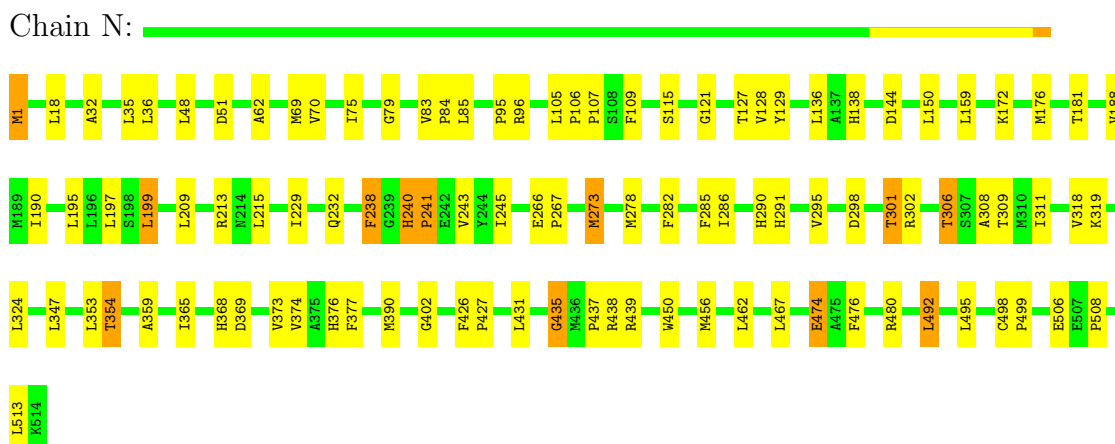 Chain N:
M1 L18 A32 L35 L36 L48 D51 A62 M69 V70 I75 G79 V83 P84 L85 P95 R96 L105 P106 P107 S108 F109 S115 G121 T127 V128 Y129 L136 A137 H138 D144 L150 L159 K172 M176 T181
M189 I190 L195 L196 L197 S198 L199 L209 R213 N214 L215 I229 Q232 F238 G239 H240 P241 E242 V243 Y244 I245 E266 P267 M273 M278 F282 F285 I286 H290 H291 V295 D298 T301 R302 T306 S307 A308 T309 M310 I311 V318 K319
L324 L347 L353 T354 A359 I365 H368 D369 V373 V374 A375 H376 F377 M390 G402 F426 P427 L431 G435 M436 P437 R438 R439 W450 M456 L462 L467 E474 A475 F476 R480 L492 L495 C498 P499 E506 E507 P508
L513 K514